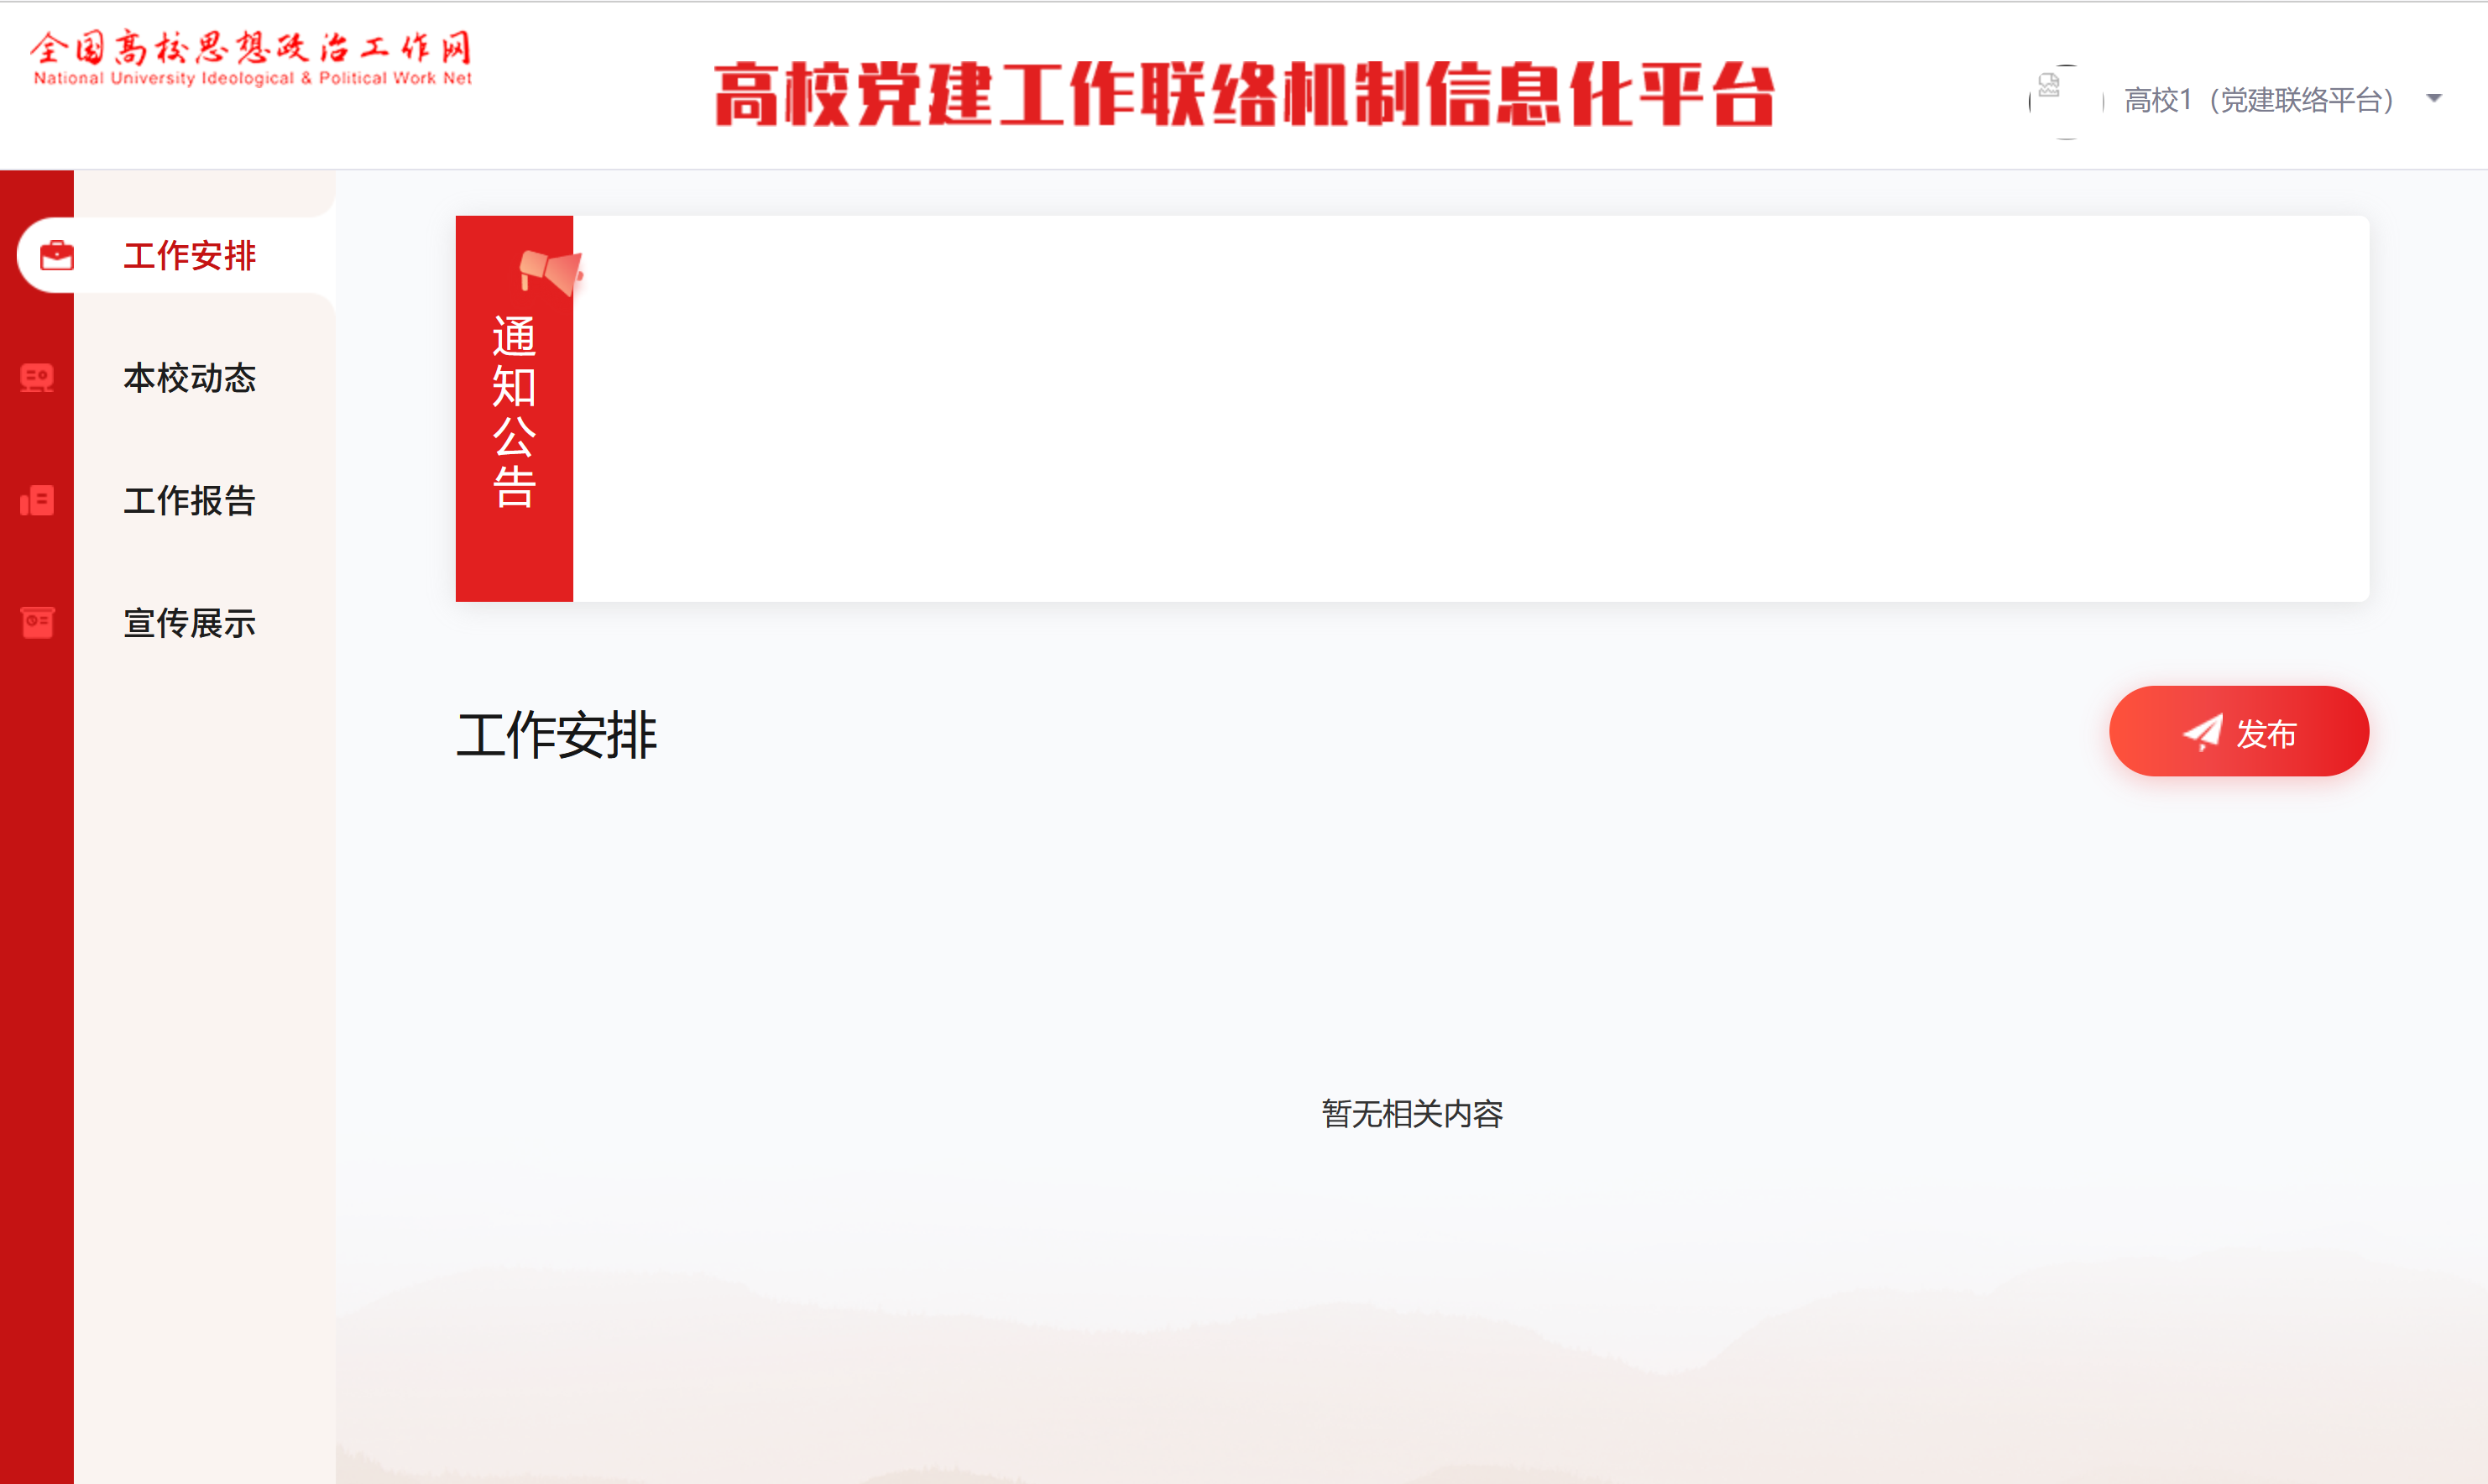 全国高校思想政治工作网
National University Ideological & Political Work Net
高校党建工作联络机制信息化平台
高校1（党建联络平台）
工作安排
本校动态
工作报告
宣传展示
通知公告
工作安排
发布
暂无相关内容